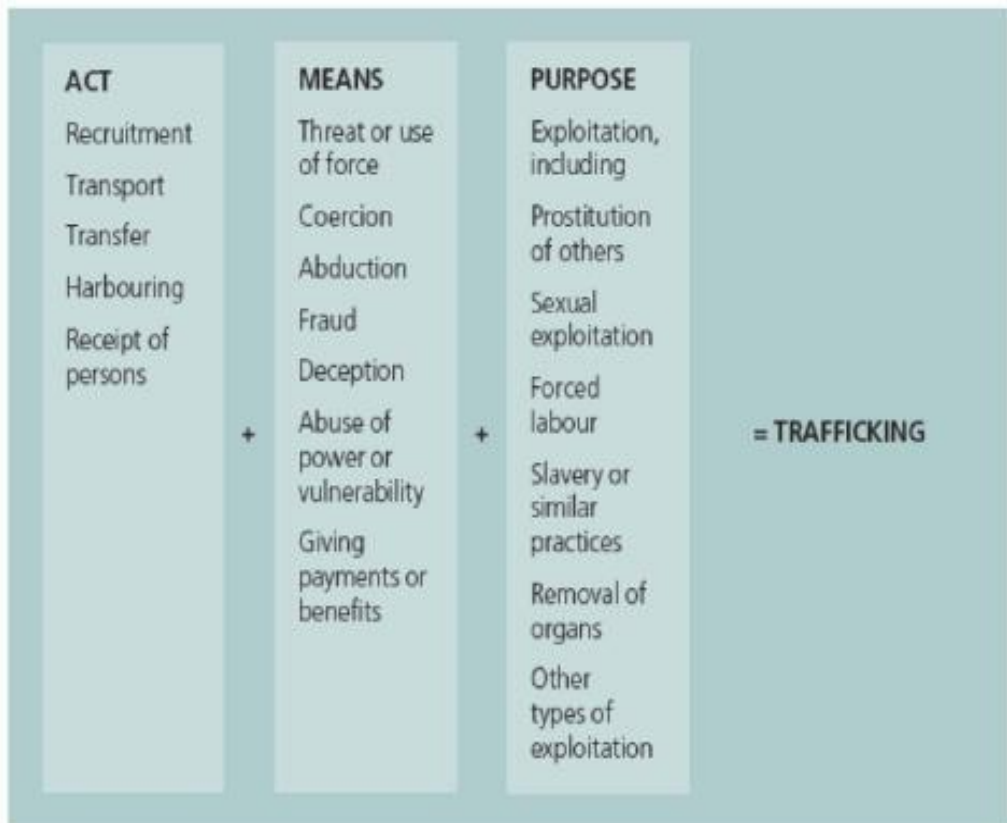 ACT
Recruitment
Transport
Transfer
Harbouring
Receipt of
persons
+
MEANS
Threat or use
of force
Coercion
Abduction
Fraud
Deception
Abuse of
power or
vulnerability
Giving
payments or
benefits
+
PURPOSE
Exploitation,
including
Prostitution
of others
Sexual
exploitation
Forced
labour
Slavery or
similar
practices
Removal of
organs
Other
types of
exploitation
= TRAFFICKING